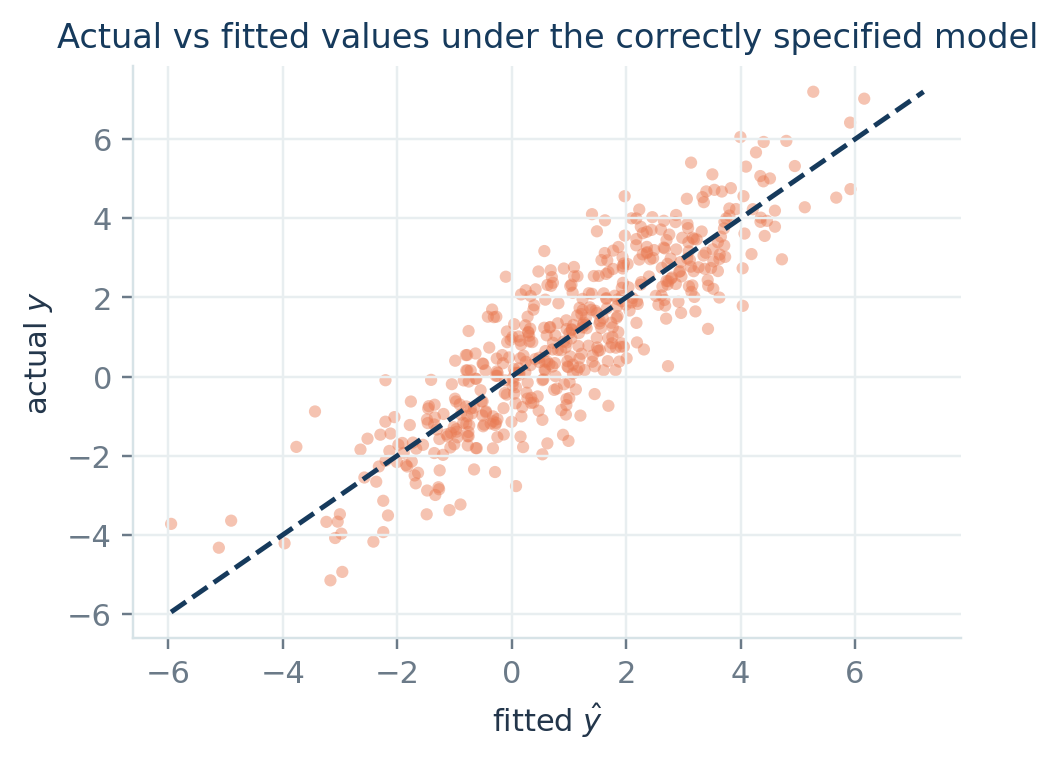 Actual vs fitted values under the correctly specified model
actual y
6
4
2
0
−2
−4
−6
−6 −4 −2 0 2 4 6
fitted ŷ